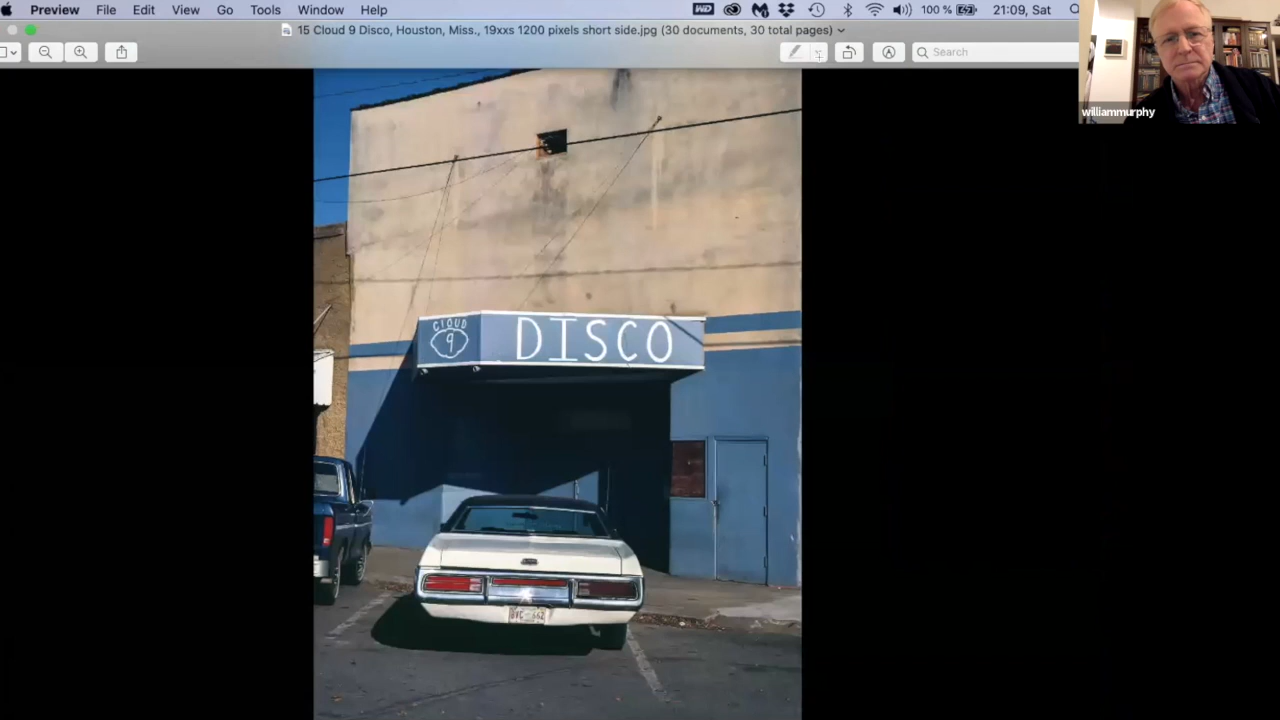 Preview File Edit View Go Tools Window Help 100 % 21:09, Sat
15 Cloud 9 Disco, Houston, Miss., 19xxs 1200 pixels short side.jpg (30 documents, 30 total pages)
Search
williammurphy
CLOUD
9
DISCO